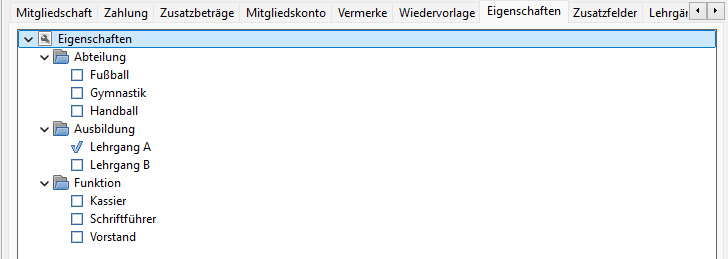 Mitgliedschaft Zahlung Zusatzbeträge Mitgliedskonto Vermerke Wiedervorlage Eigenschaften Zusatzfelder
Eigenschaften
Abteilung
Fußball
Gymnastik
Handball
Ausbildung
Lehrgang A
Lehrgang B
Funktion
Kassier
Schriftführer
Vorstand